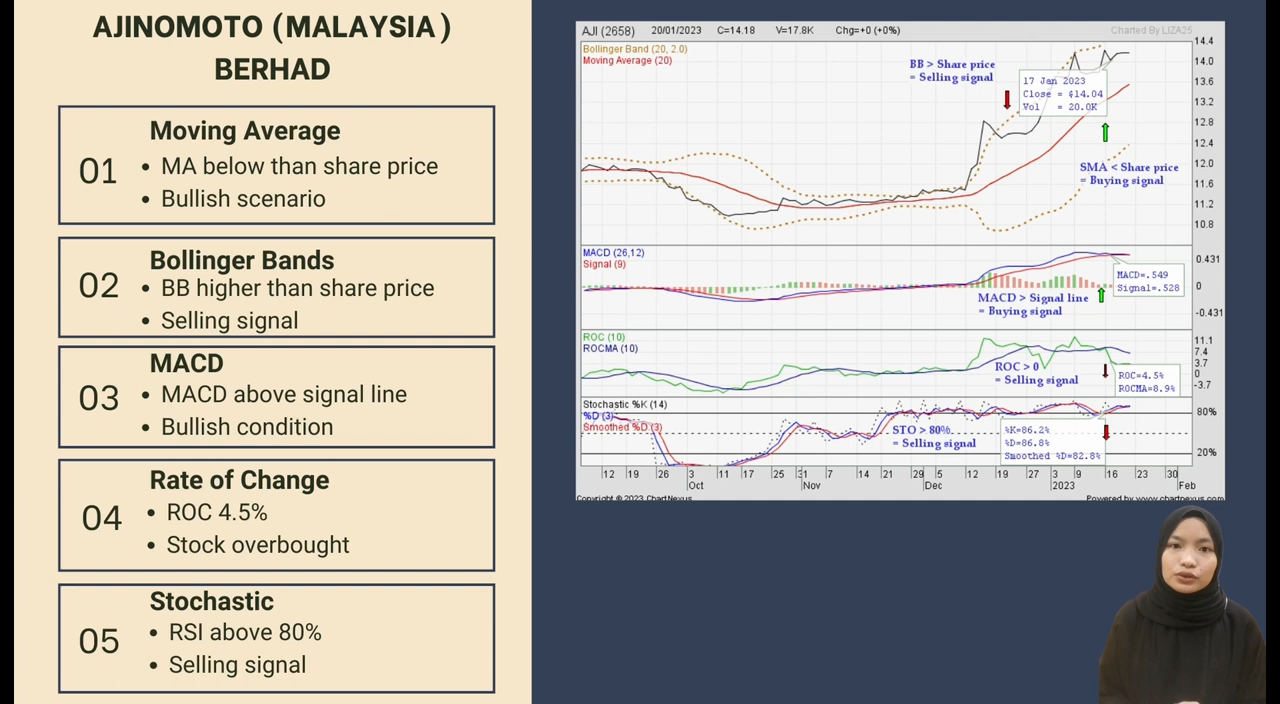 AJINOMOTO (MALAYSIA)
BERHAD
01
Moving Average
• MA below than share price
• Bullish scenario
02
Bollinger Bands
• BB higher than share price
• Selling signal
03
MACD
• MACD above signal line
• Bullish condition
04
Rate of Change
• ROC 4.5%
• Stock overbought
05
Stochastic
• RSI above 80%
• Selling signal
AJI (2658) 20/01/2023 C=14.18 V=17.8K Chg=+0 (+0%) Charted By LIZA25
Bollinger Band (20, 2.0)
Moving Average (20)
BB > Share price
= Selling signal
17 Jan 2023
Close = $14.04
Vol = 20.0K
SMA < Share price
= Buying signal
14.4
14.0
13.6
13.2
12.8
12.4
12.0
11.6
11.2
10.8
MACD (26,12)
Signal (9)
MACD > Signal line
= Buying signal
MACD=.549
Signal=.528
0.431
0
-0.431
ROC (10)
ROCMA (10)
ROC > 0
= Selling signal
ROC=4.5%
ROCMA=8.9%
11.1
7.4
3.7
0
-3.7
Stochastic %K (14)
%D (3)
Smoothed %D (3)
STO > 80%
= Selling signal
%K=86.2%
%D=86.8%
Smoothed %D=82.8%
80%
20%
12 19 26 3 11 18 25 31 7 14 21 29 5 12 19 27 3 9 16 23 30
Oct Nov Dec 2023 Feb
Copyright © 2023 ChartNexus Powered by www.chartnexus.com